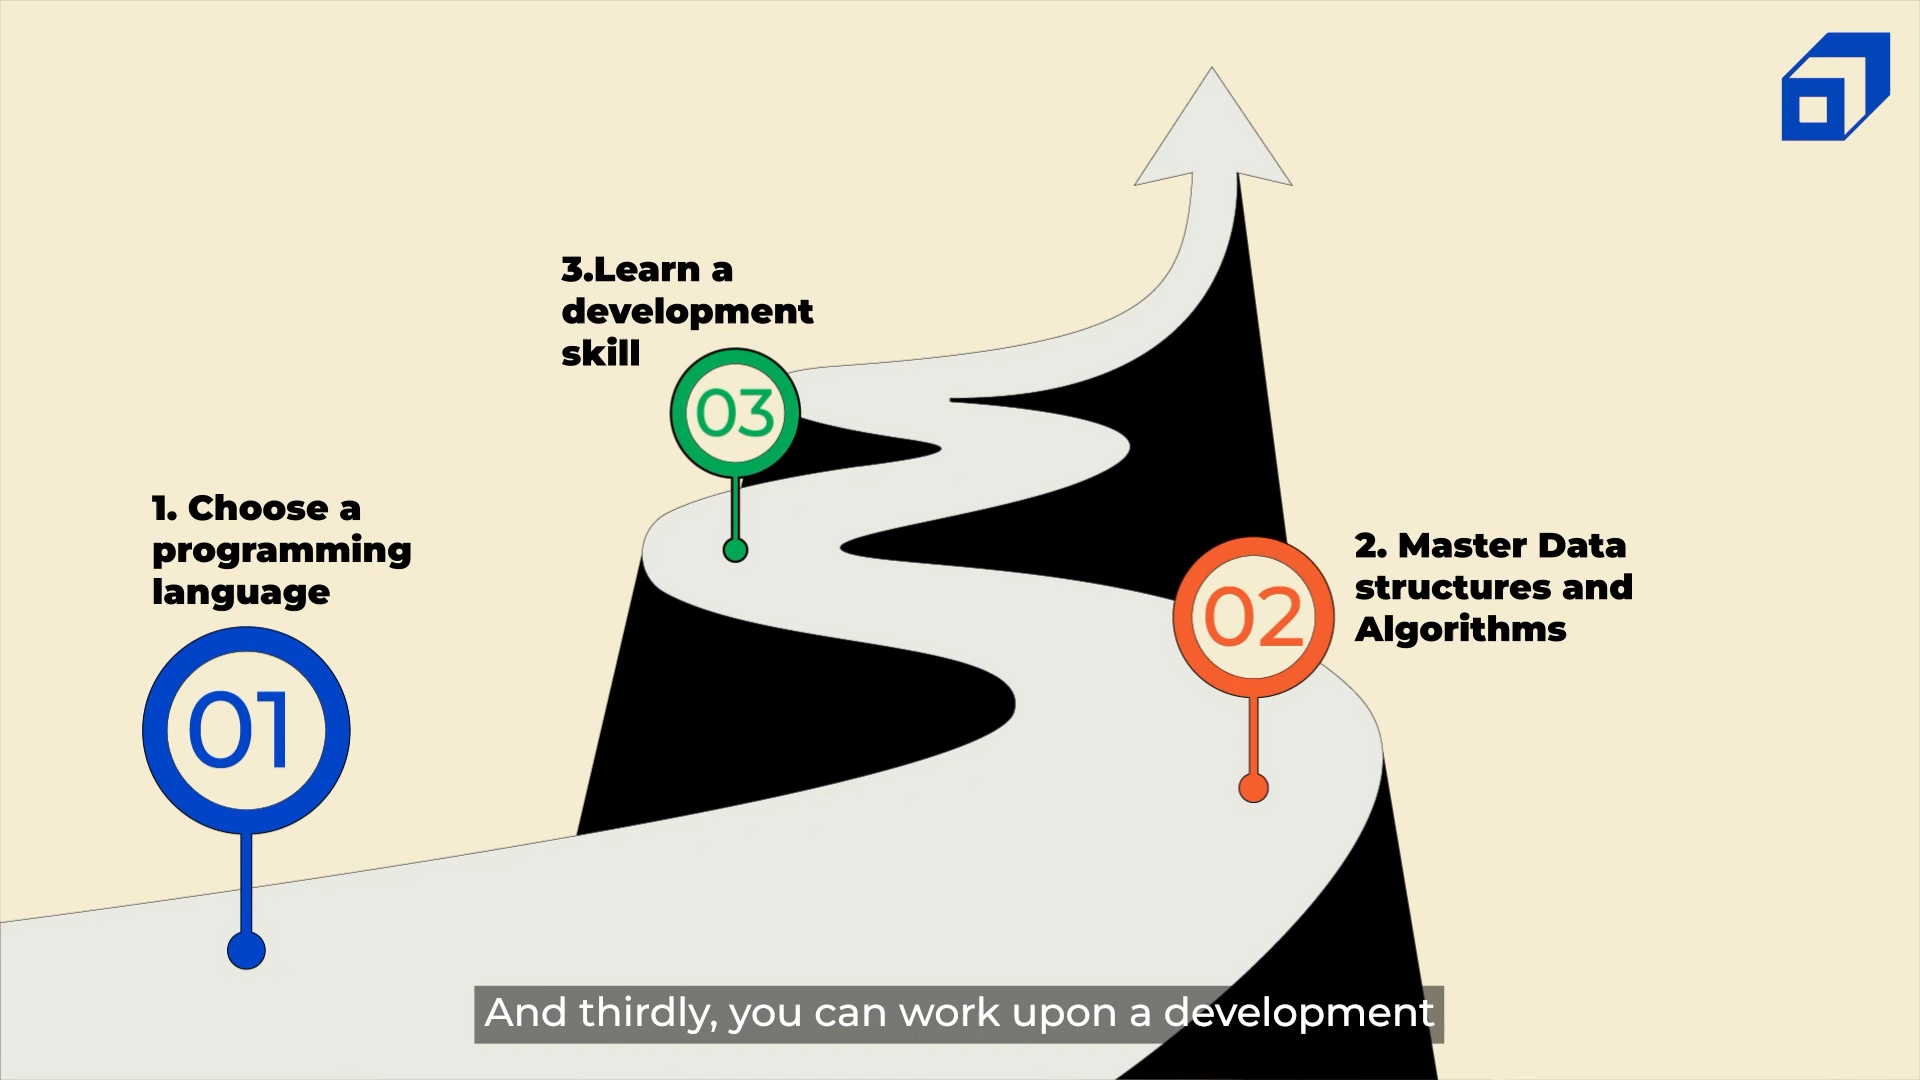 3.Learn a
development
skill
03
1. Choose a
programming
language
01
2. Master Data
structures and
Algorithms
02
And thirdly, you can work upon a development